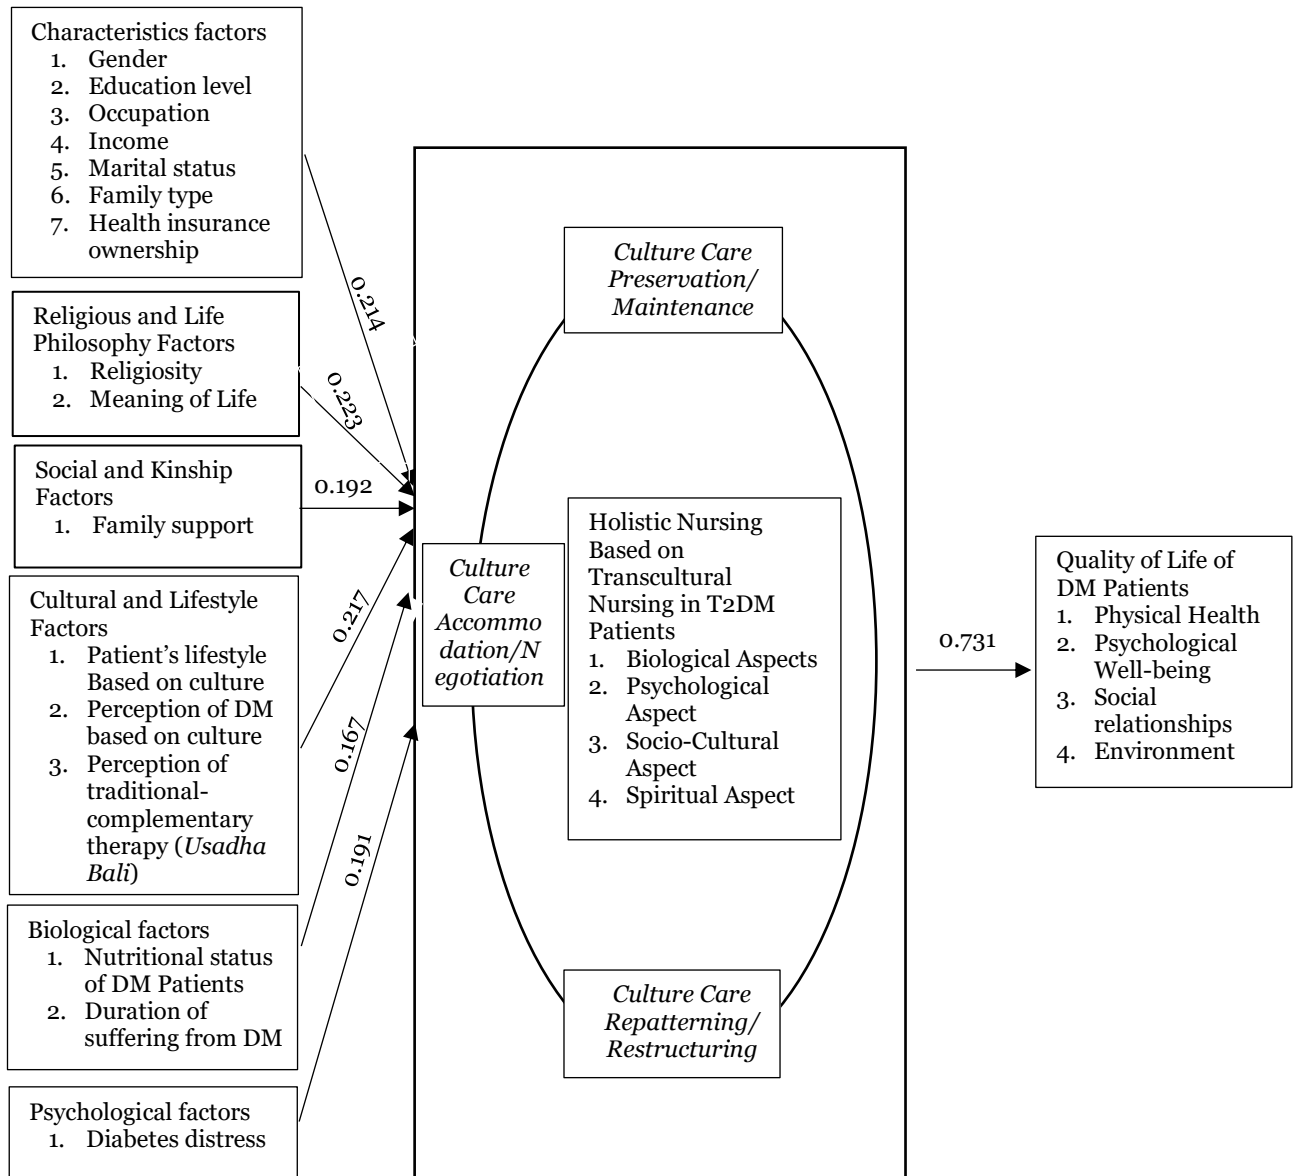 Characteristics factors
1. Gender
2. Education level
3. Occupation
4. Income
5. Marital status
6. Family type
7. Health insurance
ownership
Religious and Life
Philosophy Factors
1. Religiosity
2. Meaning of Life
Social and Kinship
Factors
1. Family support
Cultural and Lifestyle
Factors
1. Patient's lifestyle
Based on culture
2. Perception of DM
based on culture
3. Perception of
traditional-
complementary
therapy (Usadha
Bali)
Biological factors
1. Nutritional status
of DM Patients
2. Duration of
suffering from DM
Psychological factors
1. Diabetes distress
0.214
0.223
0.192
0.217
0.167
0.191
Culture Care
Preservation/
Maintenance
Culture
Care
Accommo
dation/N
egotiation
Holistic Nursing
Based on
Transcultural
Nursing in T2DM
Patients
1. Biological Aspects
2. Psychological
Aspect
3. Socio-Cultural
Aspect
4. Spiritual Aspect
Culture Care
Repatterning/
Restructuring
0.731
Quality of Life of
DM Patients
1. Physical Health
2. Psychological
Well-being
3. Social
relationships
4. Environment